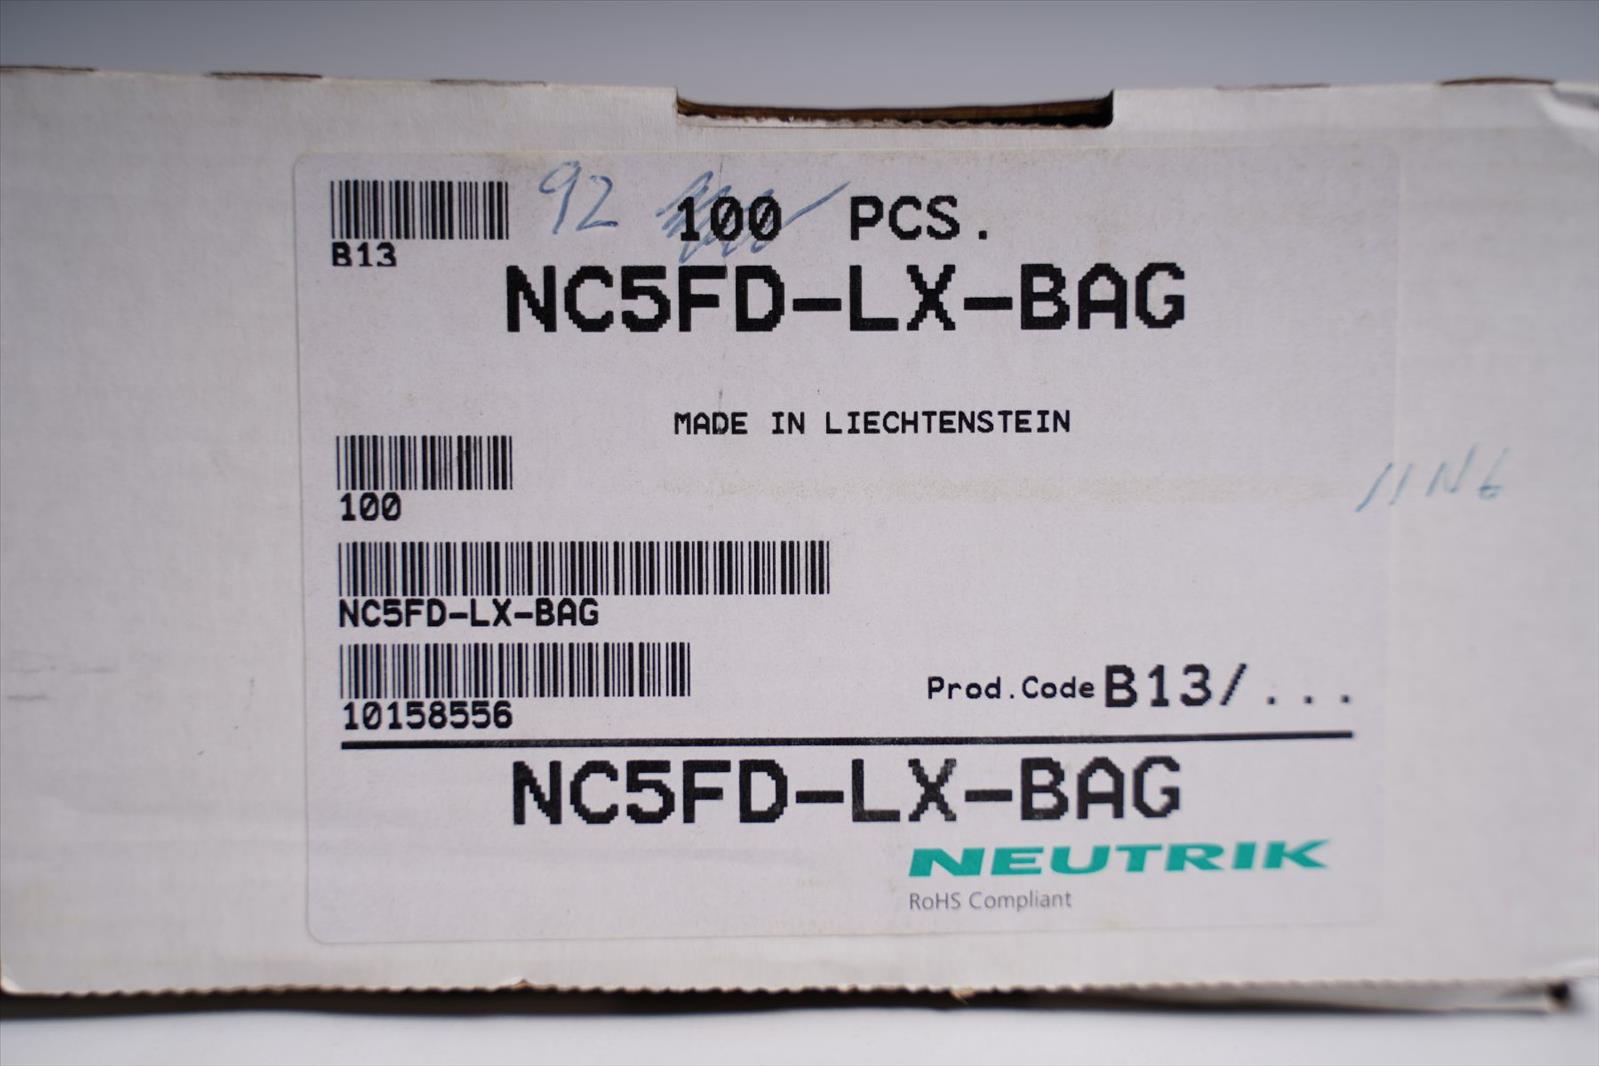 92 100 PCS.
B13
NC5FD-LX-BAG
MADE IN LIECHTENSTEIN
100
NC5FD-LX-BAG
10158556
Prod.Code B13/...
NC5FD-LX-BAG
NEUTRIK
RoHS Compliant